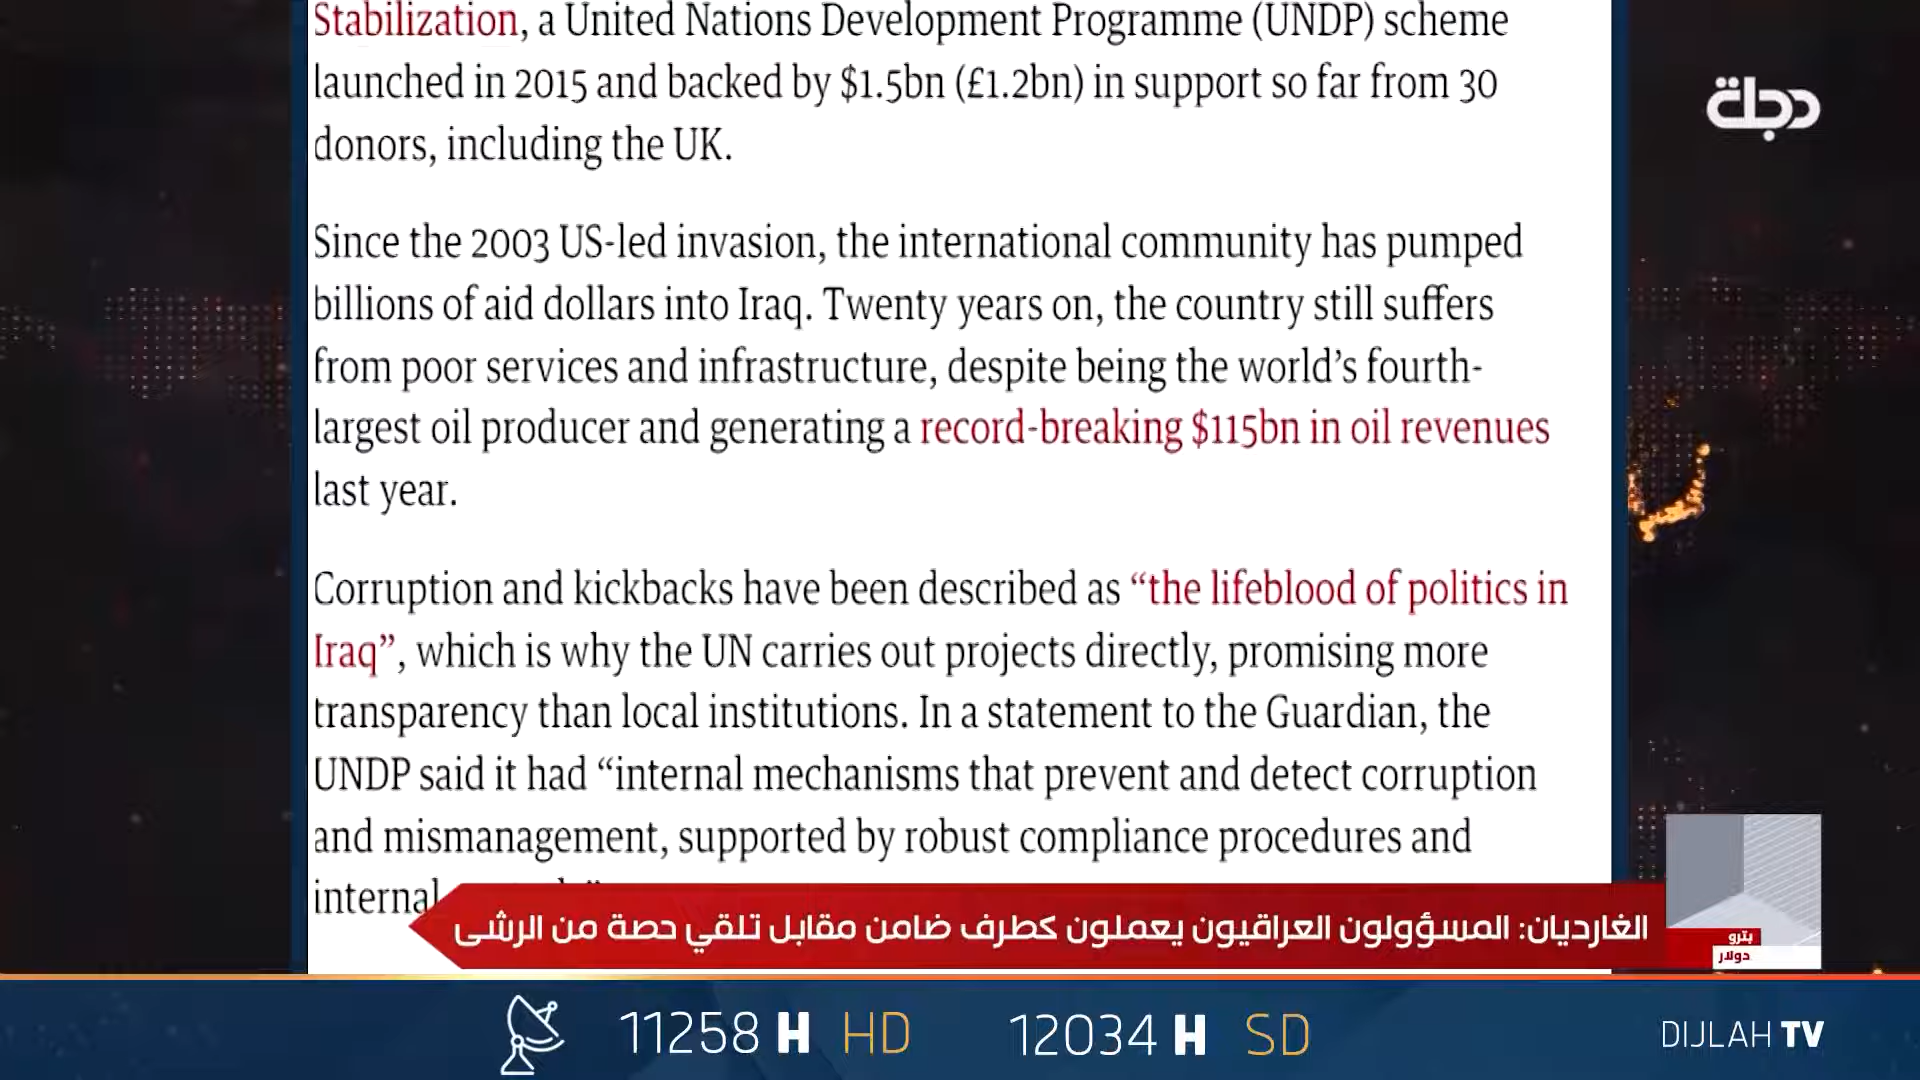 Stabilization, a United Nations Development Programme (UNDP) scheme
launched in 2015 and backed by $1.5bn (£1.2bn) in support so far from 30
donors, including the UK.
دجلة
Since the 2003 US-led invasion, the international community has pumped
billions of aid dollars into Iraq. Twenty years on, the country still suffers
from poor services and infrastructure, despite being the world’s fourth-
largest oil producer and generating a record-breaking $115bn in oil revenues
last year.
Corruption and kickbacks have been described as “the lifeblood of politics in
Iraq”, which is why the UN carries out projects directly, promising more
transparency than local institutions. In a statement to the Guardian, the
UNDP said it had “internal mechanisms that prevent and detect corruption
and mismanagement, supported by robust compliance procedures and
internal
الغارديان: المسؤولون العراقيون يعملون كطرف ضامن مقابل تلقي حصة من الرشى
بترو
دولار
11258 H HD 12034 H SD
DIJLAH TV